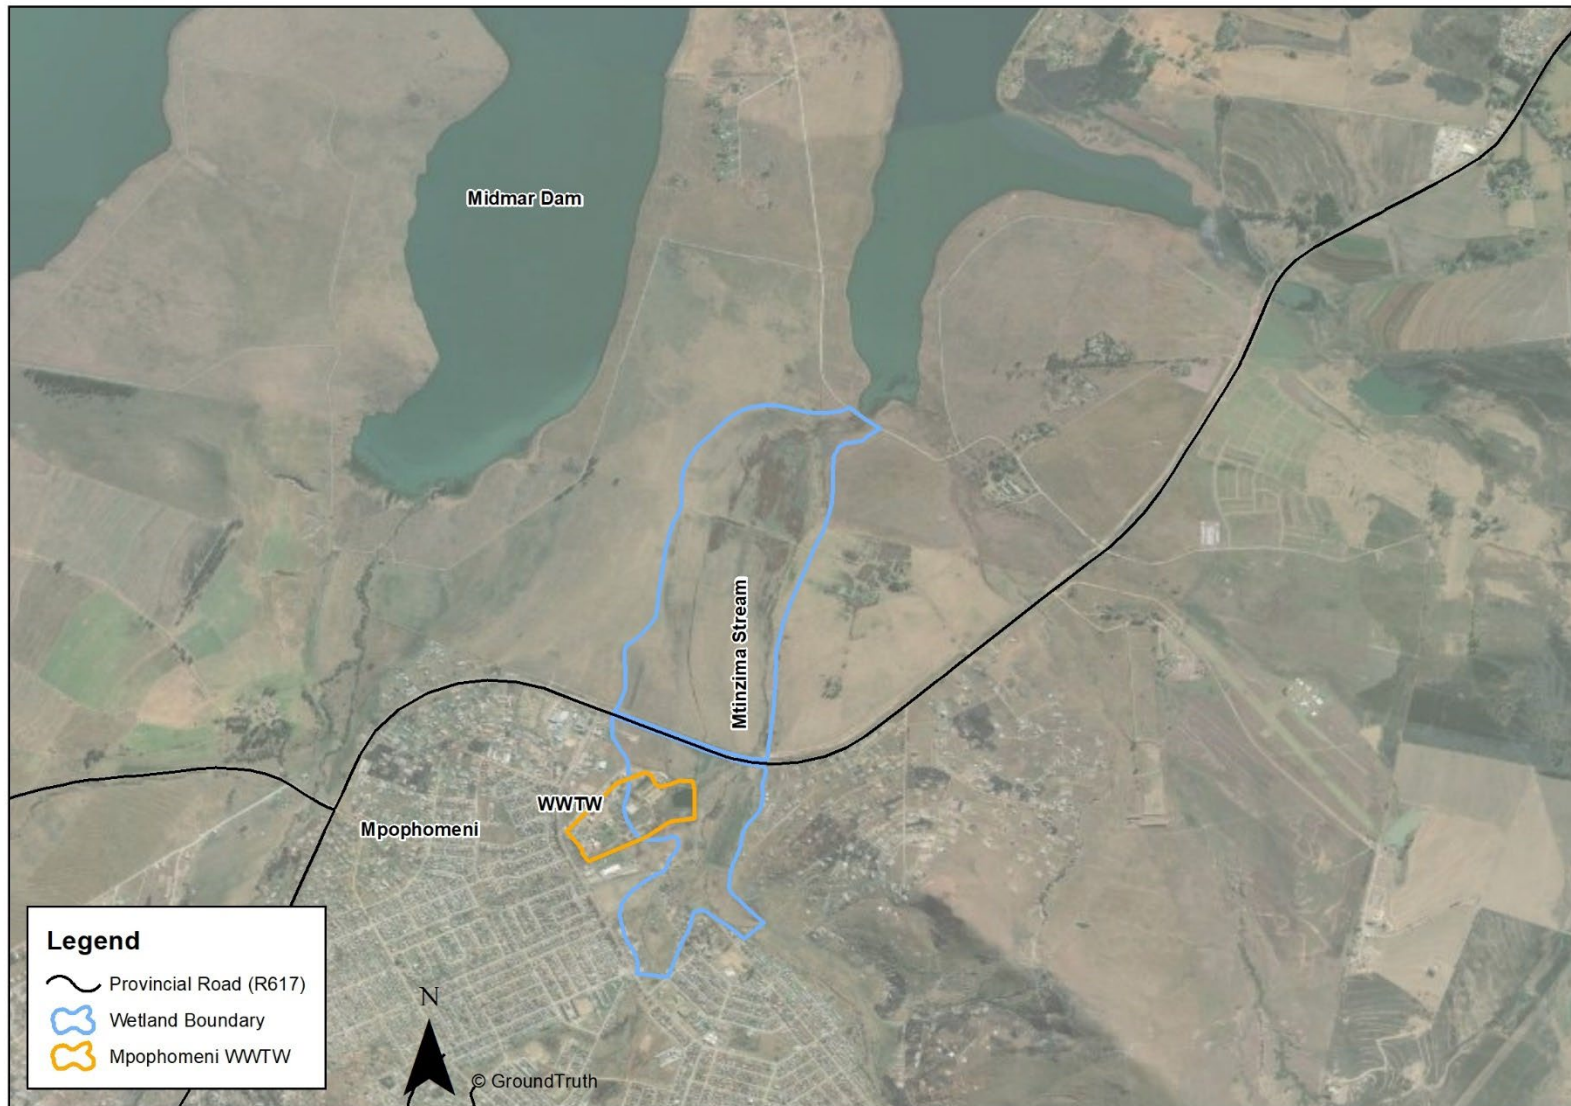 Midmar Dam
Mtinzima Stream
WWTW
Mpophomeni
Legend
Provincial Road (R617)
Wetland Boundary
Mpophomeni WWTW
N
© GroundTruth